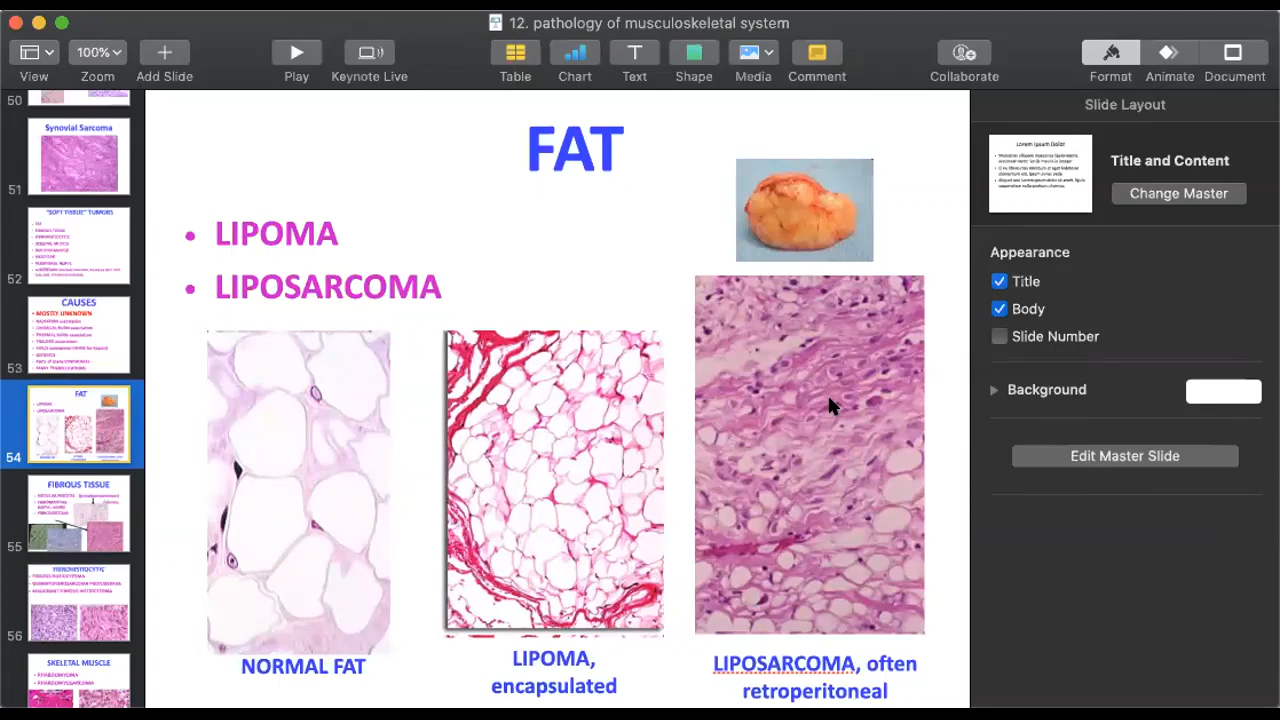 12. pathology of musculoskeletal system
100%
View
Zoom
Add Slide
Play
Keynote Live
Table
Chart
Text
Shape
Media
Comment
Collaborate
Format
Animate
Document
50
Synovial Sarcoma
51
"SOFT TISSUE" TUMORS
52
CAUSES
MOSTLY UNKNOWN
53
FAT
54
FIBROUS TISSUE
55
FIBROHISTIOCYTIC
56
SKELETAL MUSCLE
FAT
• LIPOMA
• LIPOSARCOMA
NORMAL FAT
LIPOMA,
encapsulated
LIPOSARCOMA, often
retroperitoneal
Slide Layout
Lorem Ipsum Dolor
Title and Content
Change Master
Appearance
Title
Body
Slide Number
Background
Edit Master Slide